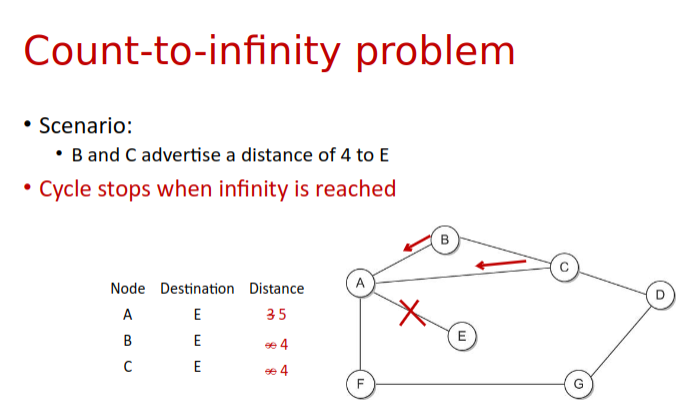 Count-to-infinity problem
• Scenario:
• B and C advertise a distance of 4 to E
• Cycle stops when infinity is reached
Node Destination Distance
A E 3 5
B E ∞ 4
C E ∞ 4
B
C
A
D
E
F
G